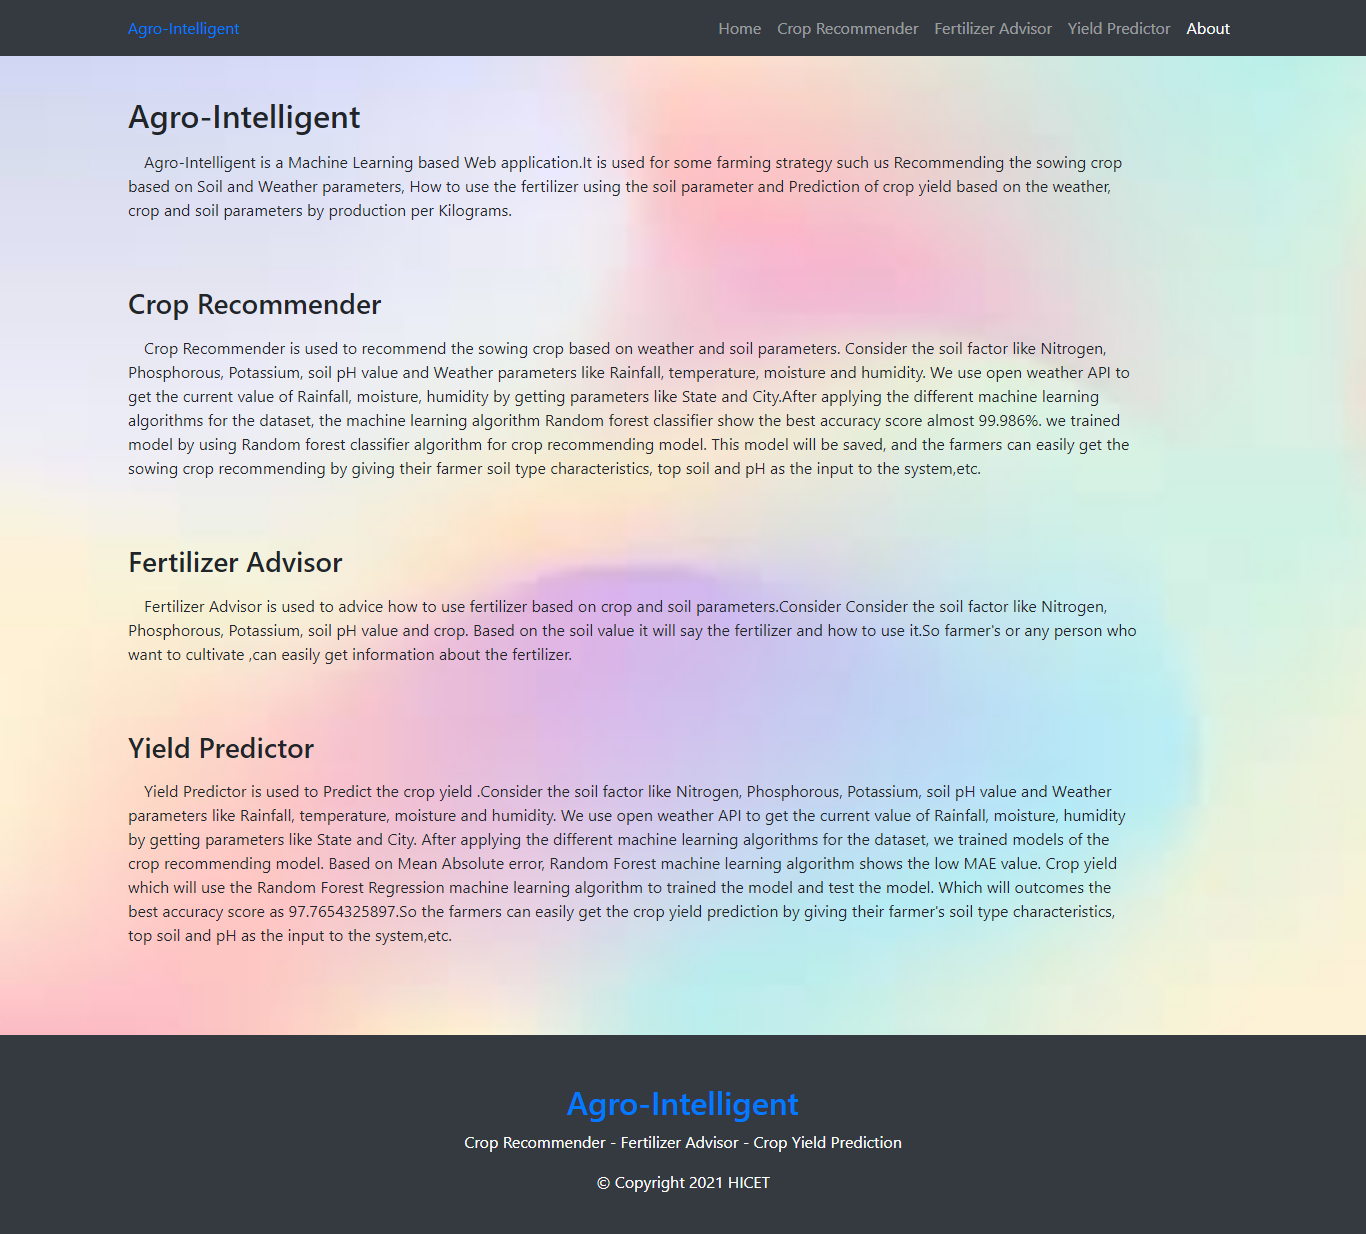 Agro-Intelligent
Home Crop Recommender Fertilizer Advisor Yield Predictor About
Agro-Intelligent
Agro-Intelligent is a Machine Learning based Web application.It is used for some farming strategy such us Recommending the sowing crop
based on Soil and Weather parameters, How to use the fertilizer using the soil parameter and Prediction of crop yield based on the weather,
crop and soil parameters by production per Kilograms.
Crop Recommender
Crop Recommender is used to recommend the sowing crop based on weather and soil parameters. Consider the soil factor like Nitrogen,
Phosphorous, Potassium, soil pH value and Weather parameters like Rainfall, temperature, moisture and humidity. We use open weather API to
get the current value of Rainfall, moisture, humidity by getting parameters like State and City.After applying the different machine learning
algorithms for the dataset, the machine learning algorithm Random forest classifier show the best accuracy score almost 99.986%. we trained
model by using Random forest classifier algorithm for crop recommending model. This model will be saved, and the farmers can easily get the
sowing crop recommending by giving their farmer soil type characteristics, top soil and pH as the input to the system,etc.
Fertilizer Advisor
Fertilizer Advisor is used to advice how to use fertilizer based on crop and soil parameters.Consider Consider the soil factor like Nitrogen,
Phosphorous, Potassium, soil pH value and crop. Based on the soil value it will say the fertilizer and how to use it.So farmer's or any person who
want to cultivate ,can easily get information about the fertilizer.
Yield Predictor
Yield Predictor is used to Predict the crop yield .Consider the soil factor like Nitrogen, Phosphorous, Potassium, soil pH value and Weather
parameters like Rainfall, temperature, moisture and humidity. We use open weather API to get the current value of Rainfall, moisture, humidity
by getting parameters like State and City. After applying the different machine learning algorithms for the dataset, we trained models of the
crop recommending model. Based on Mean Absolute error, Random Forest machine learning algorithm shows the low MAE value. Crop yield
which will use the Random Forest Regression machine learning algorithm to trained the model and test the model. Which will outcomes the
best accuracy score as 97.7654325897.So the farmers can easily get the crop yield prediction by giving their farmer's soil type characteristics,
top soil and pH as the input to the system,etc.
Agro-Intelligent
Crop Recommender - Fertilizer Advisor - Crop Yield Prediction
© Copyright 2021 HICET